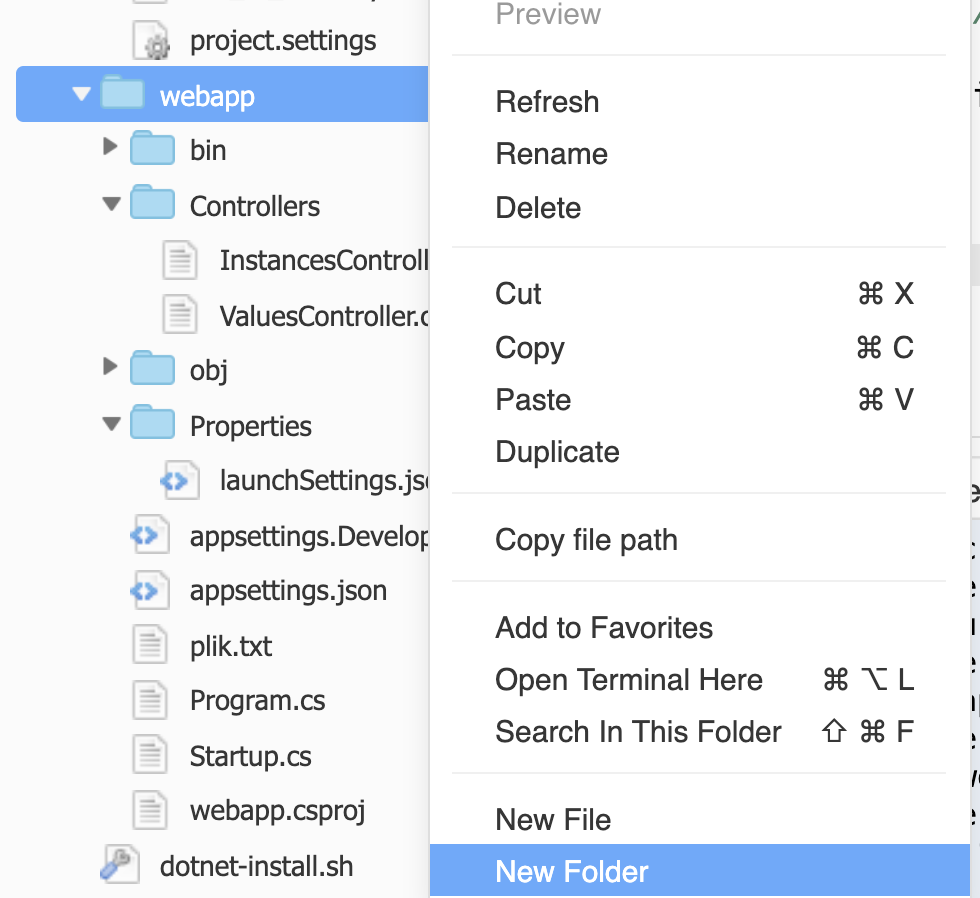 project.settings
webapp
bin
Controllers
InstancesControll
ValuesController.c
obj
Properties
launchSettings.jso
appsettings.Develop
appsettings.json
plik.txt
Program.cs
Startup.cs
webapp.csproj
dotnet-install.sh
Preview
Refresh
Rename
Delete
Cut ⌘ X
Copy ⌘ C
Paste ⌘ V
Duplicate
Copy file path
Add to Favorites
Open Terminal Here ⌘ ⌥ L
Search In This Folder ⇧ ⌘ F
New File
New Folder